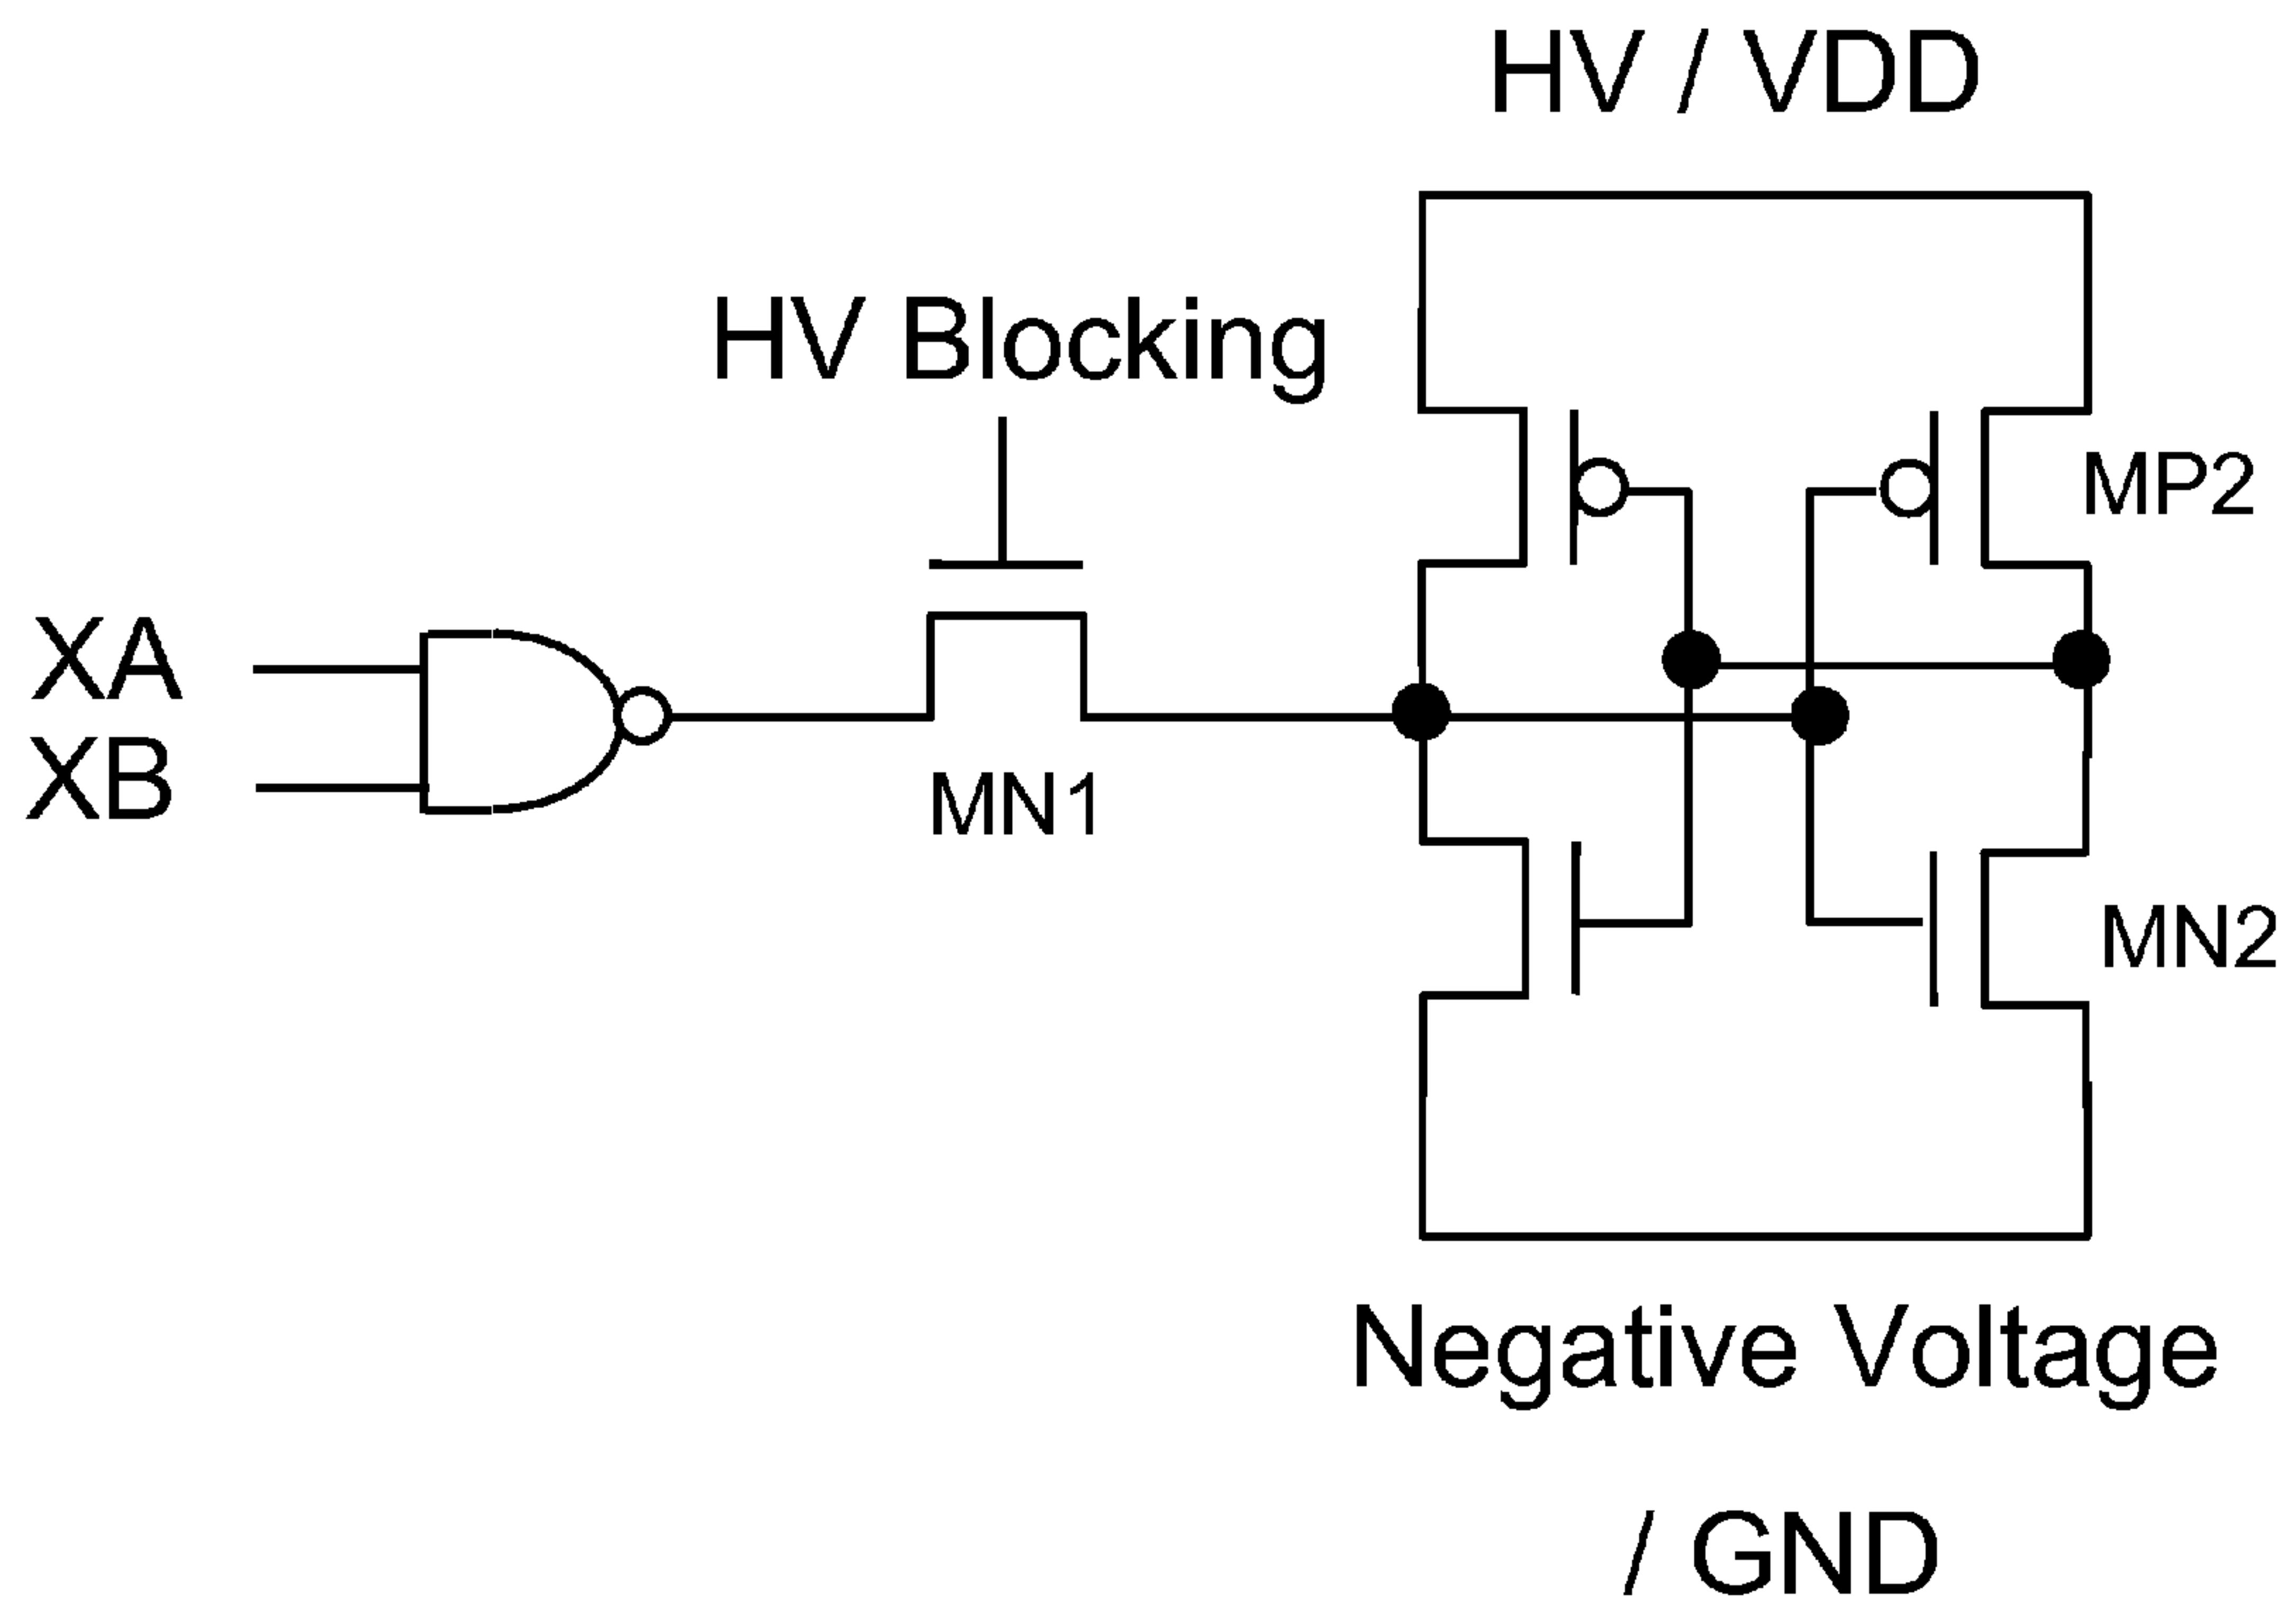 HV / VDD
HV Blocking
MP2
XA
XB
MN1
MN2
Negative Voltage
/ GND